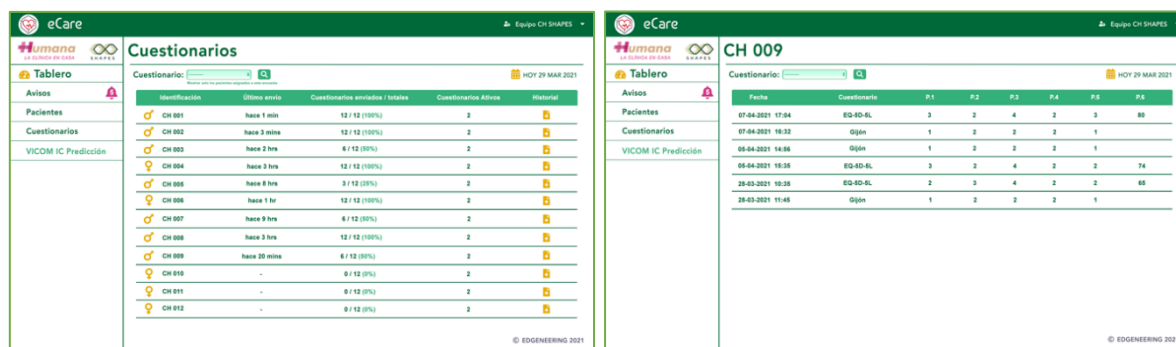 eCare
Equipo CH SHAPES
Humana
LA CLÍNICA EN CASA
SHAPES
Cuestionarios
Tablero
Avisos
Pacientes
Cuestionarios
VICOM IC Predicción
Cuestionario:
HOY 29 MAR 2021
Identificación Último envio Cuestionarios enviados / totales Cuestionarios Ativos Historial
CH 001 hace 1 min 12 / 12 (100%) 2
CH 002 hace 3 mins 12 / 12 (100%) 2
CH 003 hace 2 hrs 6 / 12 (50%) 2
CH 004 hace 3 hrs 12 / 12 (100%) 2
CH 005 hace 8 hrs 3 / 12 (25%) 2
CH 006 hace 1 hr 12 / 12 (100%) 2
CH 007 hace 9 hrs 6 / 12 (50%) 2
CH 008 hace 3 hrs 12 / 12 (100%) 2
CH 009 hace 20 mins 6 / 12 (50%) 2
CH 010 - 0 / 12 (0%) 2
CH 011 - 0 / 12 (0%) 2
CH 012 - 0 / 12 (0%) 2
© EDGENEERING 2021
eCare
Equipo CH SHAPES
Humana
LA CLÍNICA EN CASA
SHAPES
CH 009
Tablero
Avisos
Pacientes
Cuestionarios
VICOM IC Predicción
Cuestionario:
HOY 29 MAR 2021
Fecha Cuestionario P.1 P.2 P.3 P.4 P.5 P.6
07-04-2021 17:04 EQ-5D-5L 3 2 4 2 3 80
07-04-2021 16:32 Gijón 1 2 2 2 1
05-04-2021 14:56 Gijón 1 2 2 2 1
05-04-2021 15:35 EQ-5D-5L 3 2 4 2 2 74
28-03-2021 10:35 EQ-5D-5L 2 3 4 2 2 65
28-03-2021 11:45 Gijón 1 2 2 2 1
© EDGENEERING 202